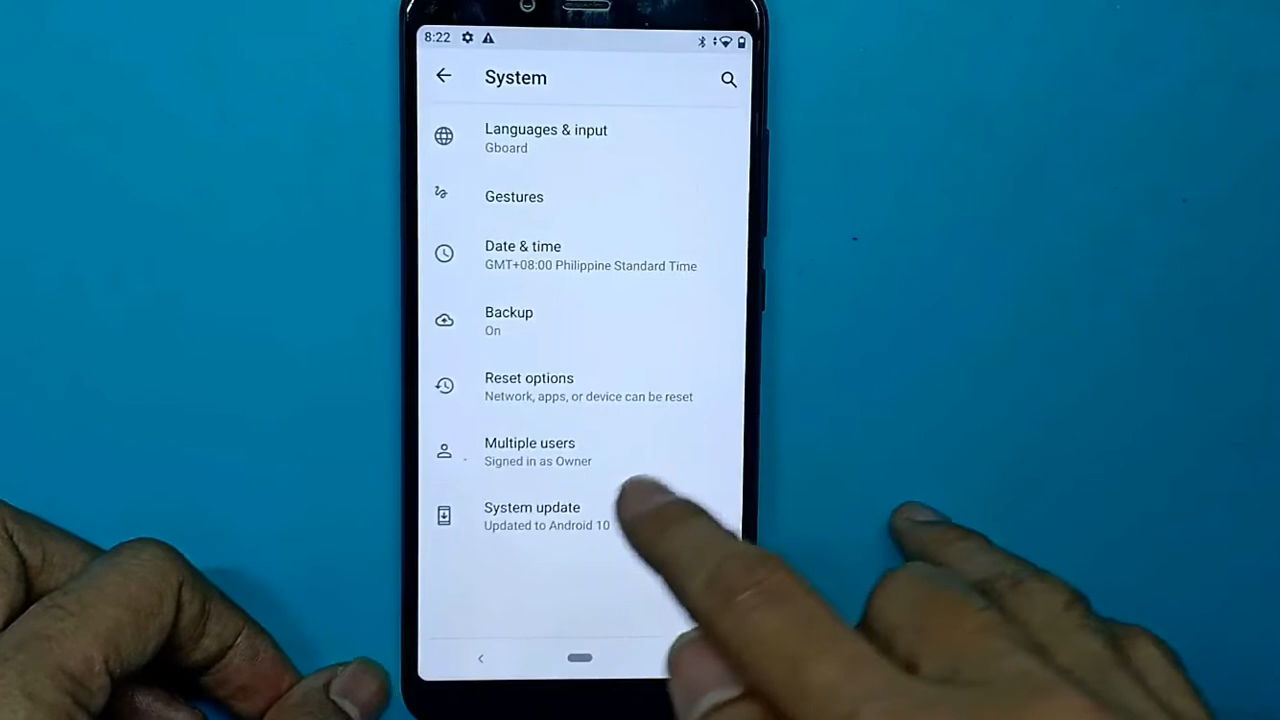 8:22
System
Languages & input
Gboard
Gestures
Date & time
GMT+08:00 Philippine Standard Time
Backup
On
Reset options
Network, apps, or device can be reset
Multiple users
Signed in as Owner
System update
Updated to Android 10